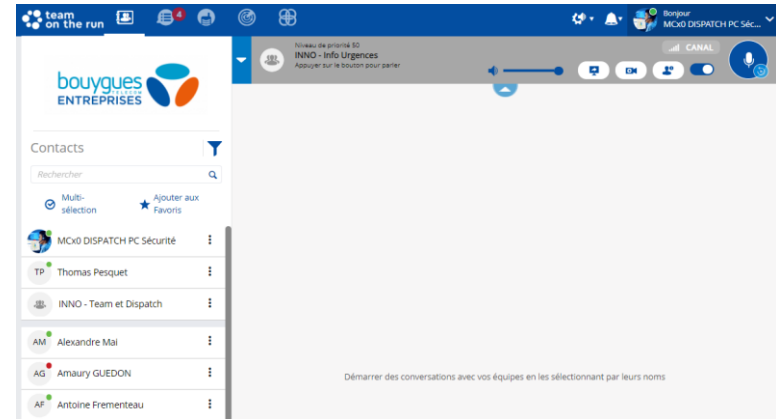 team
on the run
4
Bonjour
MCx0 DISPATCH PC Séc...
Niveau de priorité 50
INNO - Info Urgences
Appuyer sur le bouton pour parler
CANAL
bouygues
TELECOM
ENTREPRISES
Contacts
Rechercher
Multi-
sélection
Ajouter aux
Favoris
MCx0 DISPATCH PC Sécurité
TP
Thomas Pesquet
INNO - Team et Dispatch
AM
Alexandre Mai
AG
Amaury GUEDON
AF
Antoine Frementeau
Démarrer des conversations avec vos équipes en les sélectionnant par leurs noms